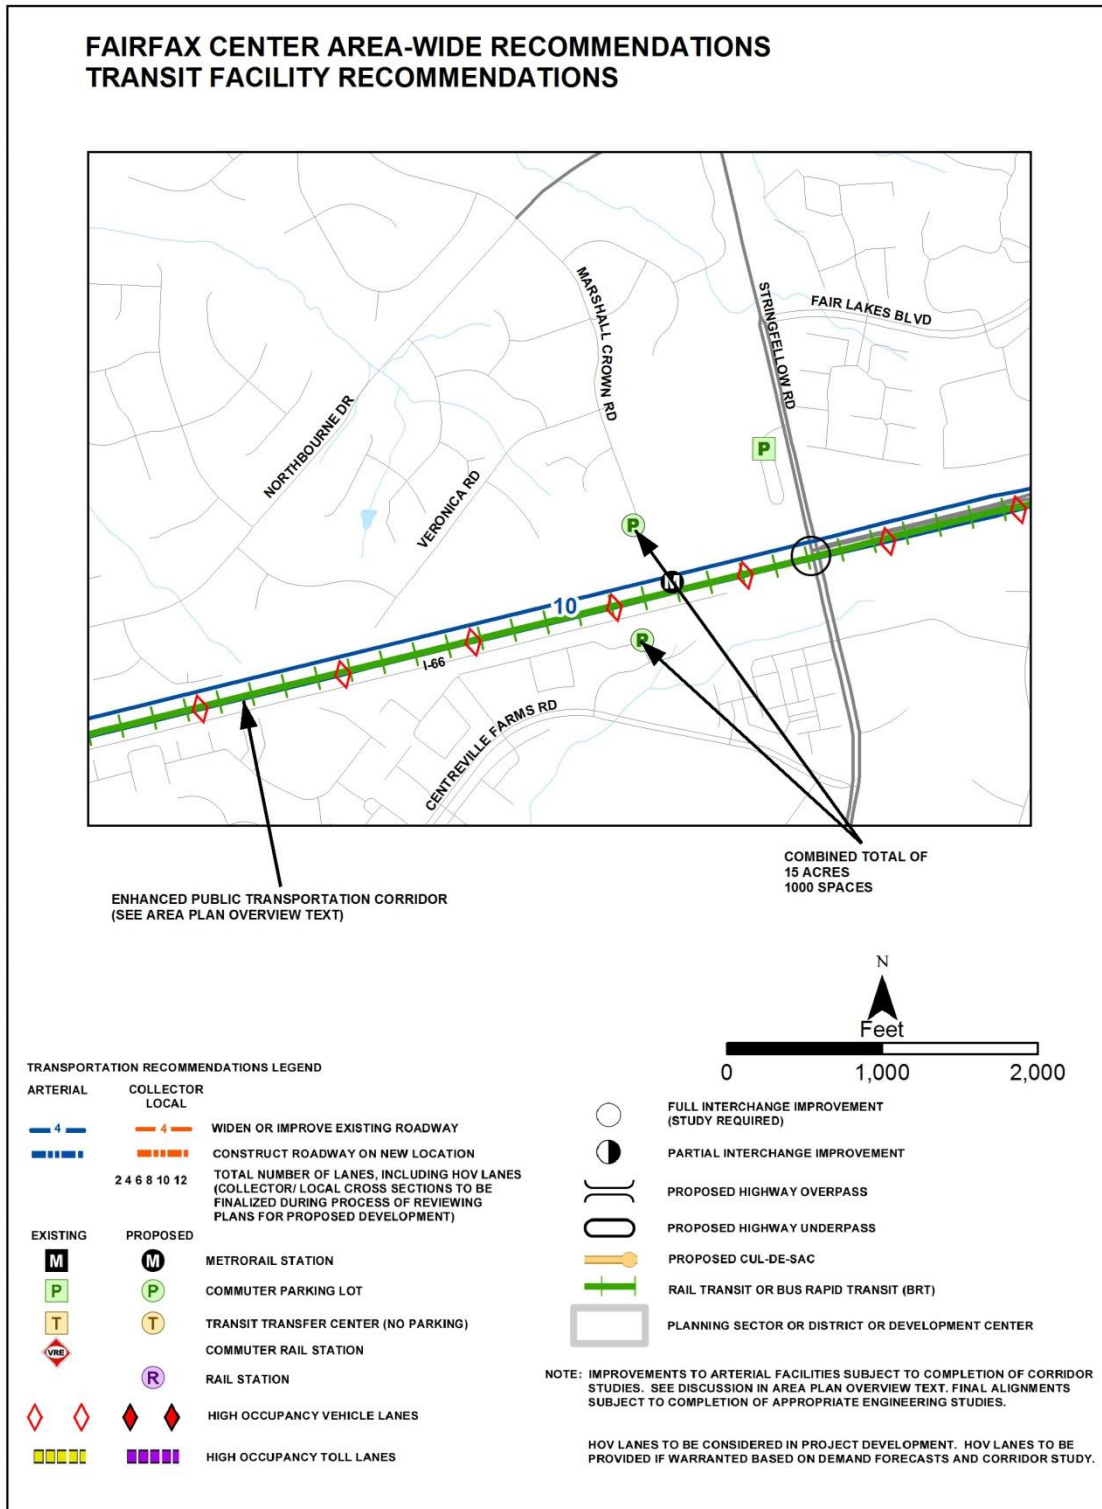 FAIRFAX CENTER AREA-WIDE RECOMMENDATIONS
TRANSIT FACILITY RECOMMENDATIONS
MARSHALL CROWN RD
STRINGFELLOW RD
FAIR LAKES BLVD
NORTHBOURNE DR
VERONICA RD
P
P
M
10
P
I-66
CENTREVILLE FARMS RD
COMBINED TOTAL OF
15 ACRES
1000 SPACES
ENHANCED PUBLIC TRANSPORTATION CORRIDOR
(SEE AREA PLAN OVERVIEW TEXT)
N
Feet
0 1,000 2,000
TRANSPORTATION RECOMMENDATIONS LEGEND
ARTERIAL COLLECTOR
LOCAL
4 4 WIDEN OR IMPROVE EXISTING ROADWAY
CONSTRUCT ROADWAY ON NEW LOCATION
2 4 6 8 10 12 TOTAL NUMBER OF LANES, INCLUDING HOV LANES
(COLLECTOR/ LOCAL CROSS SECTIONS TO BE
FINALIZED DURING PROCESS OF REVIEWING
PLANS FOR PROPOSED DEVELOPMENT)
EXISTING PROPOSED
M M METRORAIL STATION
P P COMMUTER PARKING LOT
T T TRANSIT TRANSFER CENTER (NO PARKING)
VRE COMMUTER RAIL STATION
R RAIL STATION
HIGH OCCUPANCY VEHICLE LANES
HIGH OCCUPANCY TOLL LANES
FULL INTERCHANGE IMPROVEMENT
(STUDY REQUIRED)
PARTIAL INTERCHANGE IMPROVEMENT
PROPOSED HIGHWAY OVERPASS
PROPOSED HIGHWAY UNDERPASS
PROPOSED CUL-DE-SAC
RAIL TRANSIT OR BUS RAPID TRANSIT (BRT)
PLANNING SECTOR OR DISTRICT OR DEVELOPMENT CENTER
NOTE: IMPROVEMENTS TO ARTERIAL FACILITIES SUBJECT TO COMPLETION OF CORRIDOR
STUDIES. SEE DISCUSSION IN AREA PLAN OVERVIEW TEXT. FINAL ALIGNMENTS
SUBJECT TO COMPLETION OF APPROPRIATE ENGINEERING STUDIES.
HOV LANES TO BE CONSIDERED IN PROJECT DEVELOPMENT. HOV LANES TO BE
PROVIDED IF WARRANTED BASED ON DEMAND FORECASTS AND CORRIDOR STUDY.